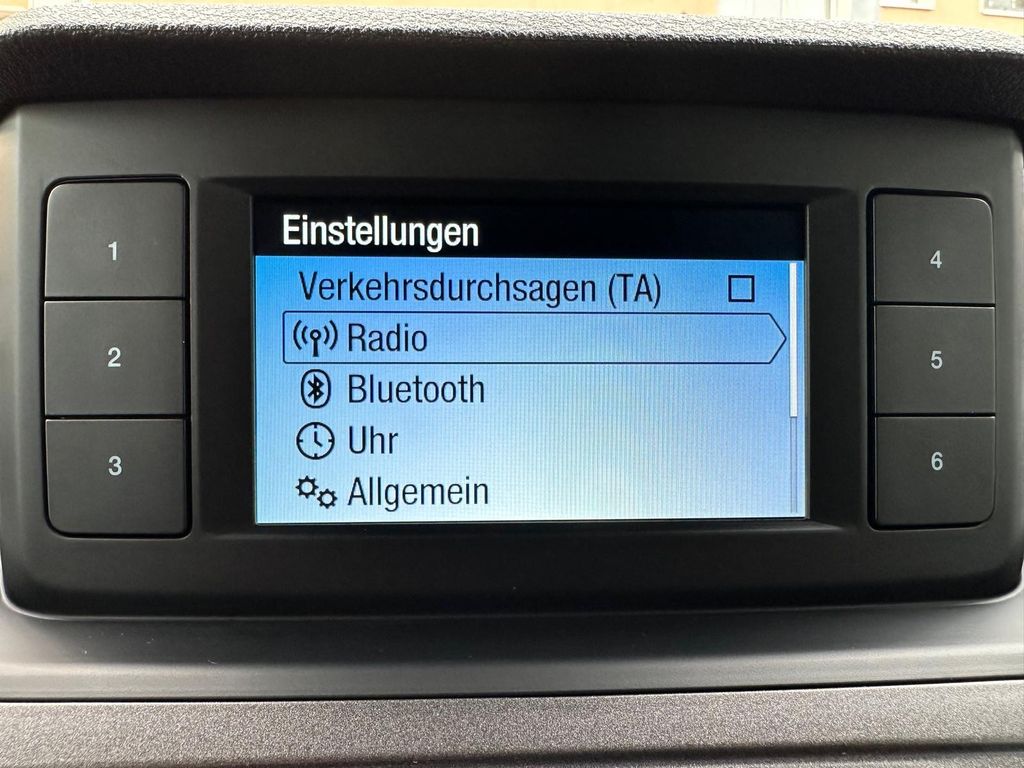 Einstellungen
Verkehrsdurchsagen (TA)
Radio
Bluetooth
Uhr
Allgemein
1
2
3
4
5
6